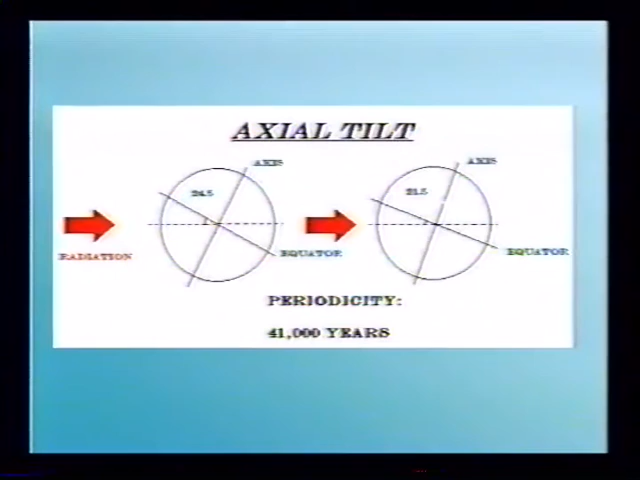 AXIAL TILT
AXIS
24.5
EQUATOR
RADIATION
AXIS
21.5
EQUATOR
PERIODICITY:
41,000 YEARS